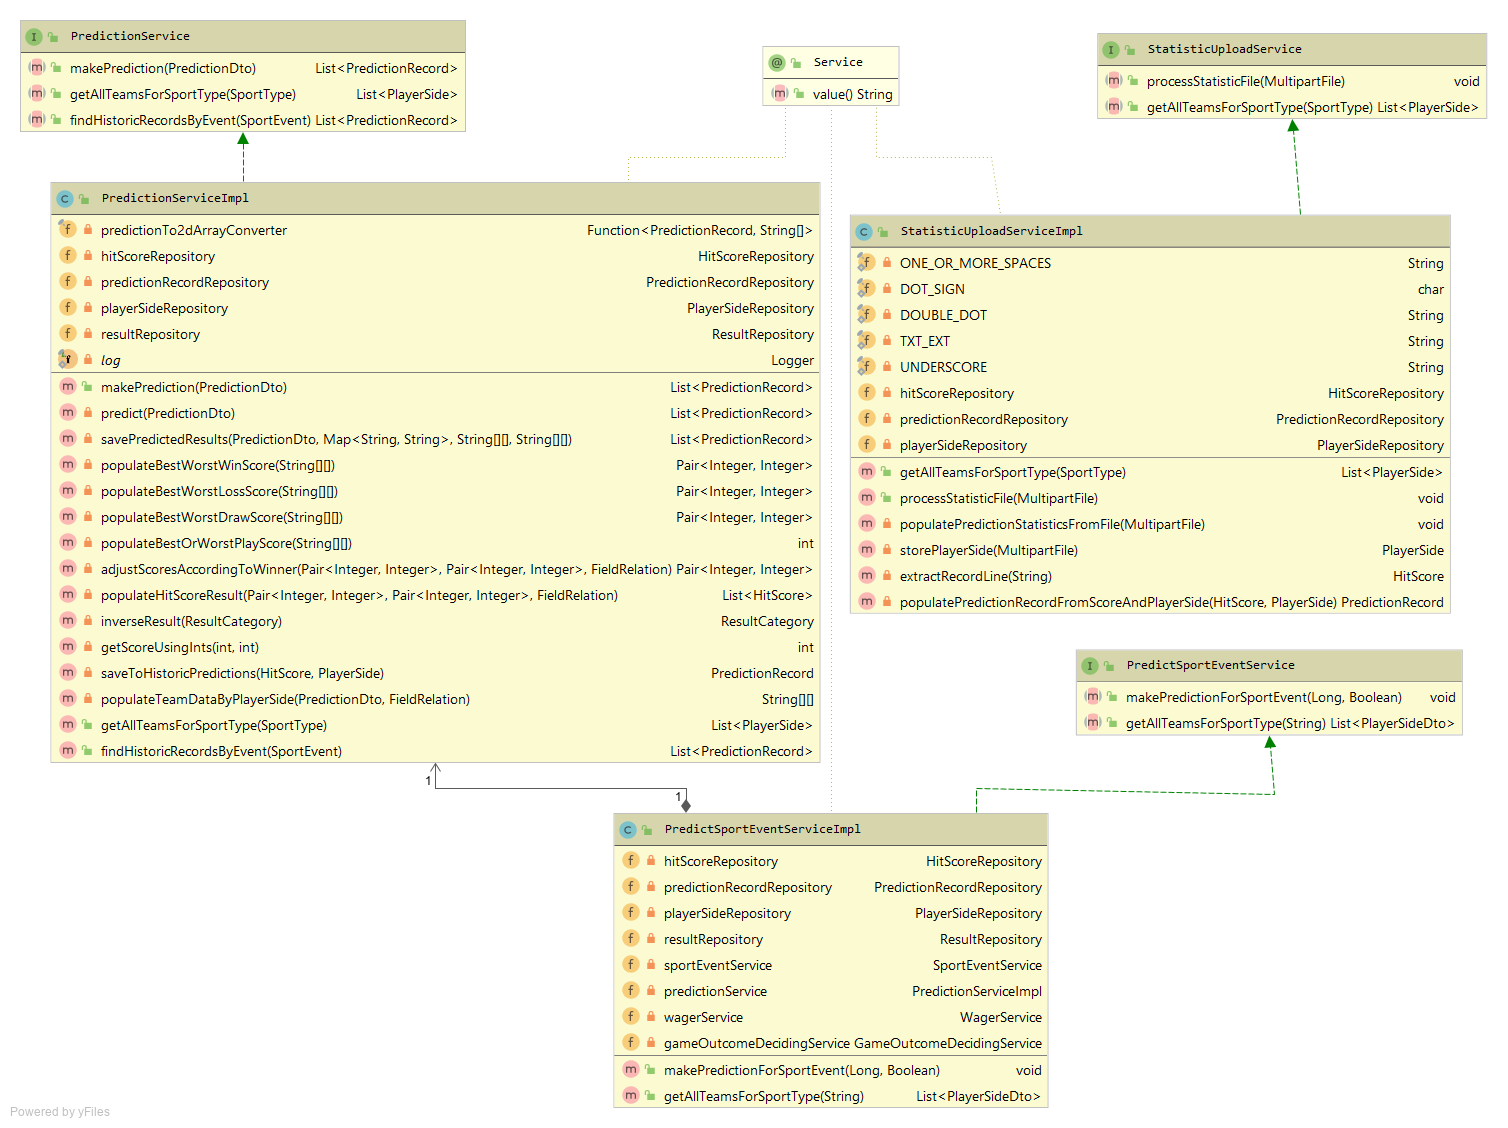 PredictionService
makePrediction(PredictionDto) List<PredictionRecord>
getAllTeamsForSportType(SportType) List<PlayerSide>
findHistoricRecordsByEvent(SportEvent) List<PredictionRecord>
@ Service
m value() String
I StatisticUploadService
m processStatisticFile(MultipartFile) void
m getAllTeamsForSportType(SportType) List<PlayerSide>
C PredictionServiceImpl
f predictionTo2dArrayConverter Function<PredictionRecord, String[]>
f hitScoreRepository HitScoreRepository
f predictionRecordRepository PredictionRecordRepository
f playerSideRepository PlayerSideRepository
f resultRepository ResultRepository
f log Logger
m makePrediction(PredictionDto) List<PredictionRecord>
m predict(PredictionDto) List<PredictionRecord>
m savePredictedResults(PredictionDto, Map<String, String>, String[][], String[][]) List<PredictionRecord>
m populateBestWorstWinScore(String[][]) Pair<Integer, Integer>
m populateBestWorstLossScore(String[][]) Pair<Integer, Integer>
m populateBestWorstDrawScore(String[][]) Pair<Integer, Integer>
m populateBestOrWorstPlayScore(String[][]) int
m adjustScoresAccordingToWinner(Pair<Integer, Integer>, Pair<Integer, Integer>, FieldRelation) Pair<Integer, Integer>
m populateHitScoreResult(Pair<Integer, Integer>, Pair<Integer, Integer>, FieldRelation) List<HitScore>
m inverseResult(ResultCategory) ResultCategory
m getScoreUsingInts(int, int) int
m saveToHistoricPredictions(HitScore, PlayerSide) PredictionRecord
m populateTeamDataByPlayerSide(PredictionDto, FieldRelation) String[][]
m getAllTeamsForSportType(SportType) List<PlayerSide>
m findHistoricRecordsByEvent(SportEvent) List<PredictionRecord>
C StatisticUploadServiceImpl
f ONE_OR_MORE_SPACES String
f DOT_SIGN char
f DOUBLE_DOT String
f TXT_EXT String
f UNDERSCORE String
f hitScoreRepository HitScoreRepository
f predictionRecordRepository PredictionRecordRepository
f playerSideRepository PlayerSideRepository
m getAllTeamsForSportType(SportType) List<PlayerSide>
m processStatisticFile(MultipartFile) void
m populatePredictionStatisticsFromFile(MultipartFile) void
m storePlayerSide(MultipartFile) PlayerSide
m extractRecordLine(String) HitScore
m populatePredictionRecordFromScoreAndPlayerSide(HitScore, PlayerSide) PredictionRecord
I PredictSportEventService
m makePredictionForSportEvent(Long, Boolean) void
m getAllTeamsForSportType(String) List<PlayerSideDto>
1
1
C PredictSportEventServiceImpl
f hitScoreRepository HitScoreRepository
f predictionRecordRepository PredictionRecordRepository
f playerSideRepository PlayerSideRepository
f resultRepository ResultRepository
f sportEventService SportEventService
f predictionService PredictionServiceImpl
f wagerService WagerService
f gameOutcomeDecidingService GameOutcomeDecidingService
m makePredictionForSportEvent(Long, Boolean) void
m getAllTeamsForSportType(String) List<PlayerSideDto>
Powered by yFiles